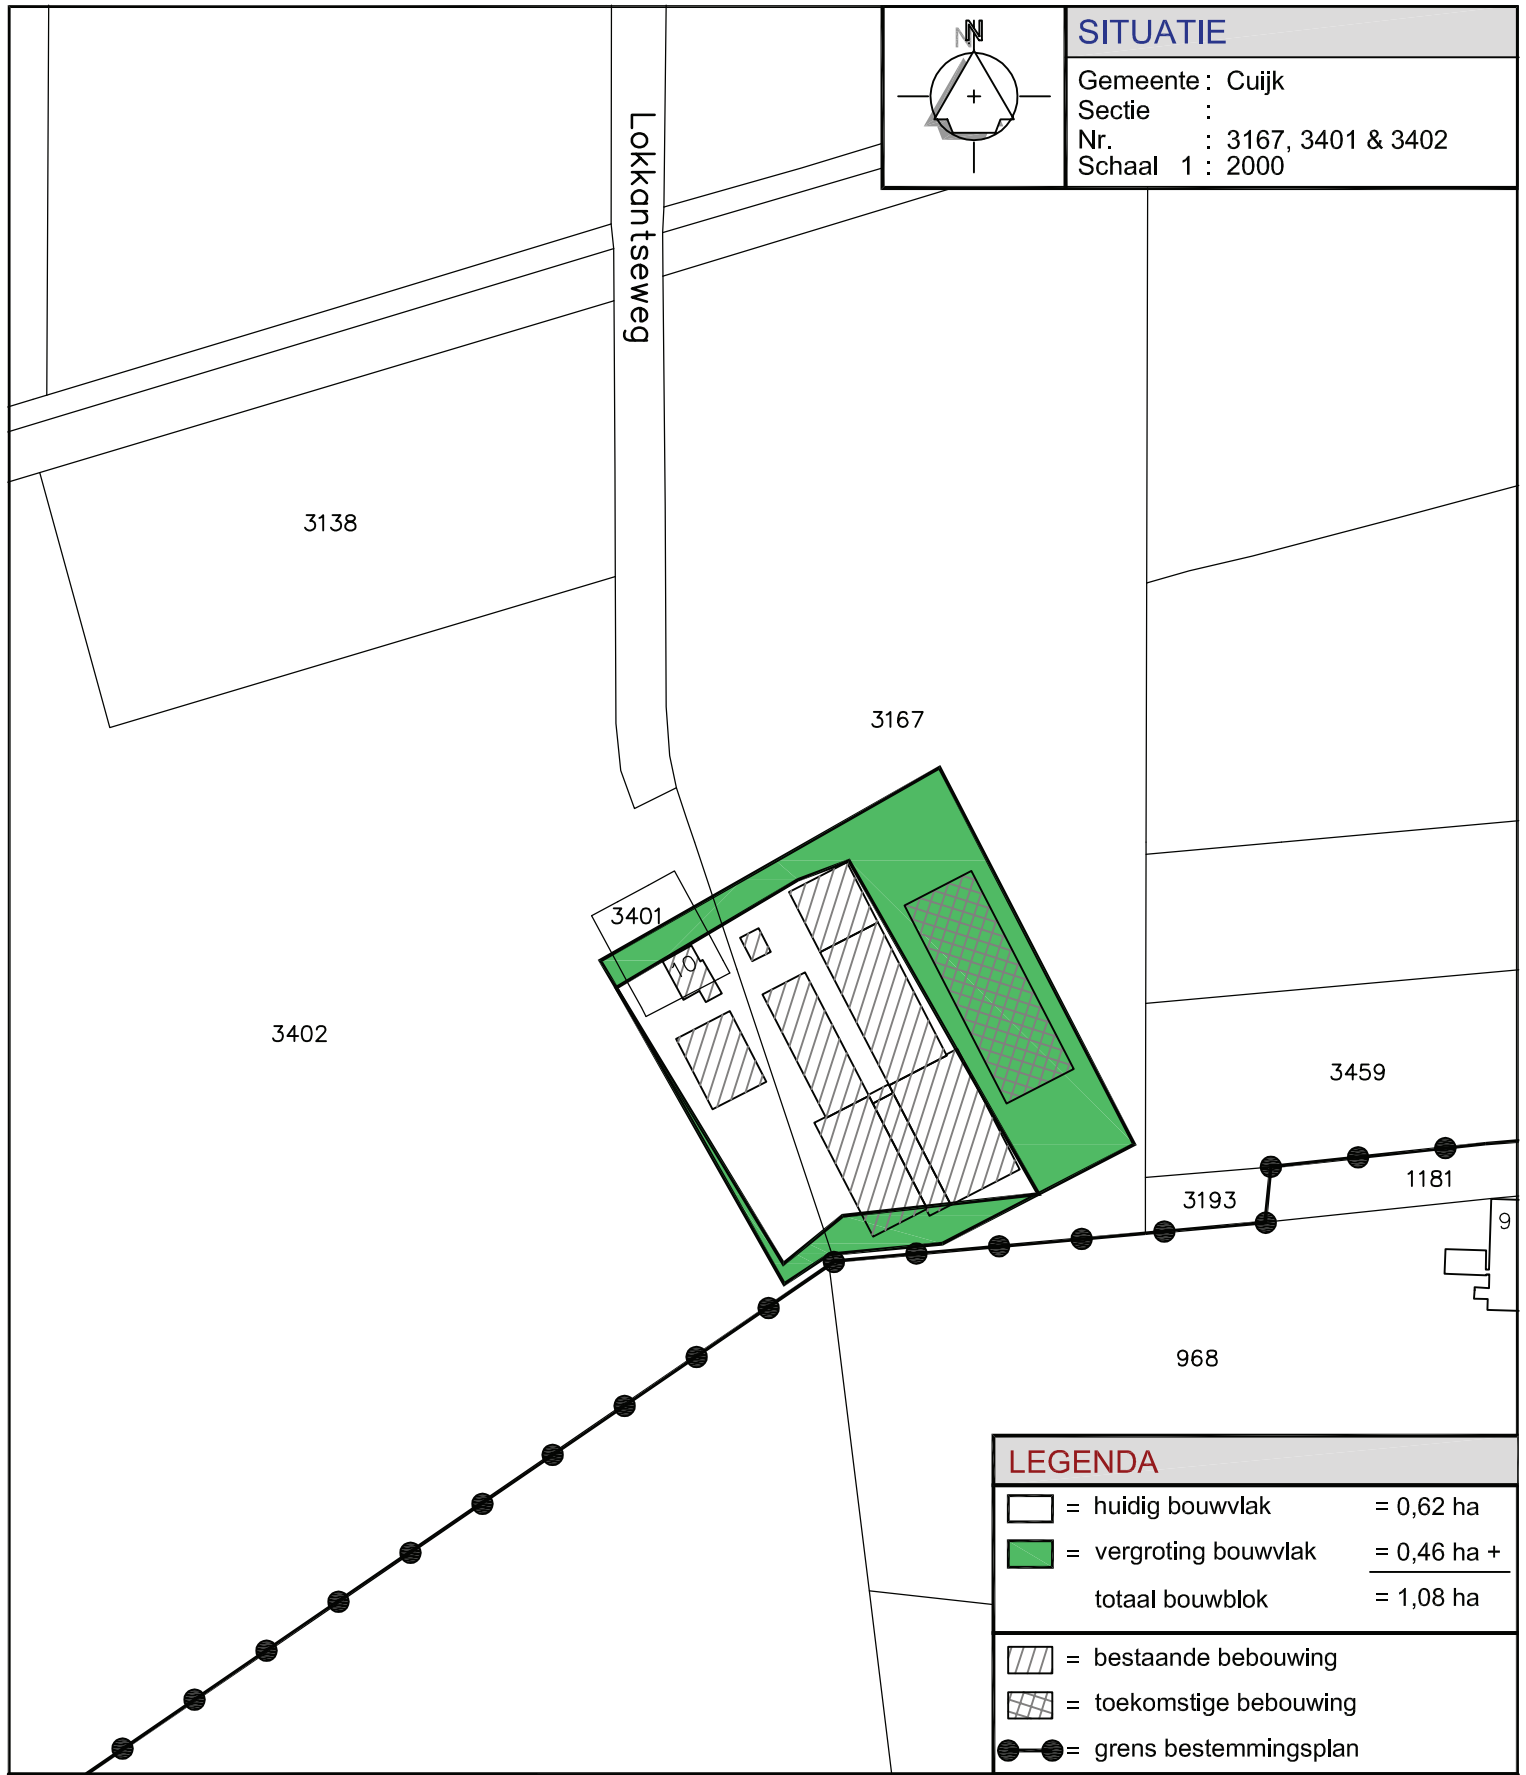 N N
SITUATIE
Gemeente : Cuijk
Sectie :
Nr. : 3167, 3401 & 3402
Schaal 1 : 2000
Lokkantseweg
3138
3167
3401
10
3402
3459
1181
3193
9
968
LEGENDA
= huidig bouwvlak = 0,62 ha
= vergroting bouwvlak = 0,46 ha +
totaal bouwblok = 1,08 ha
= bestaande bebouwing
= toekomstige bebouwing
= grens bestemmingsplan